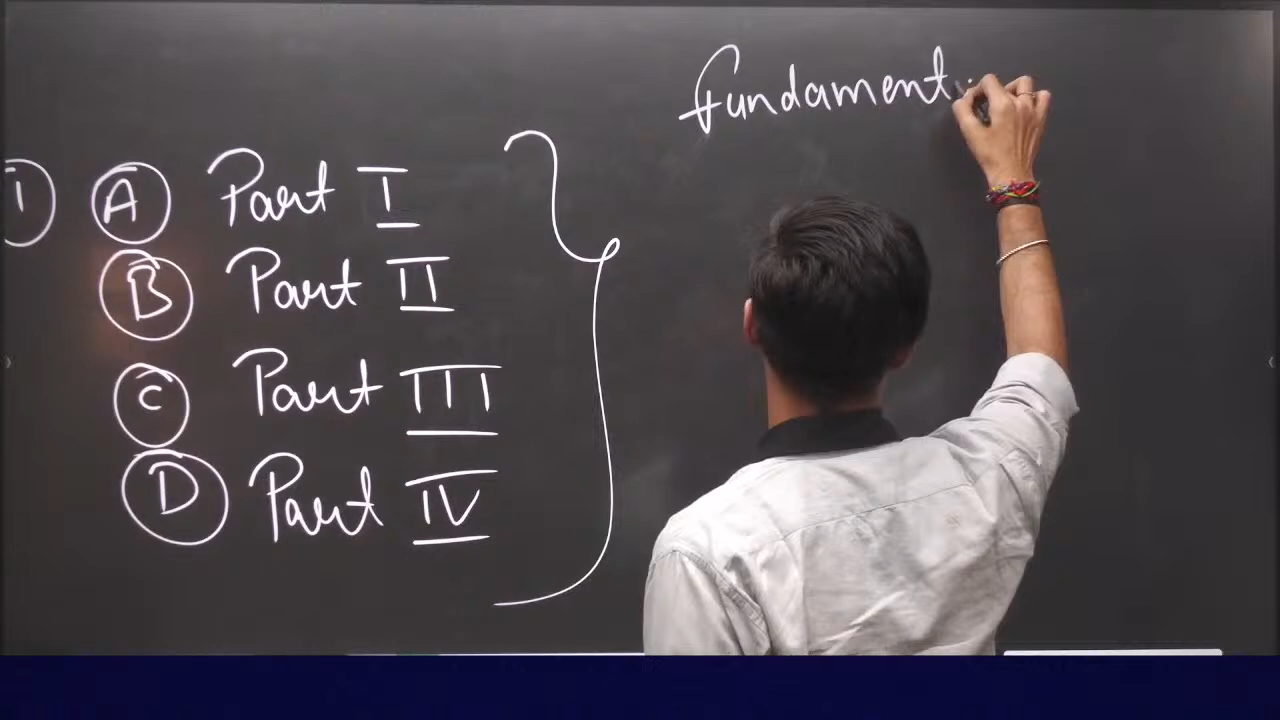 Fundament
1 A Part I
B Part II
C Part III
D Part IV